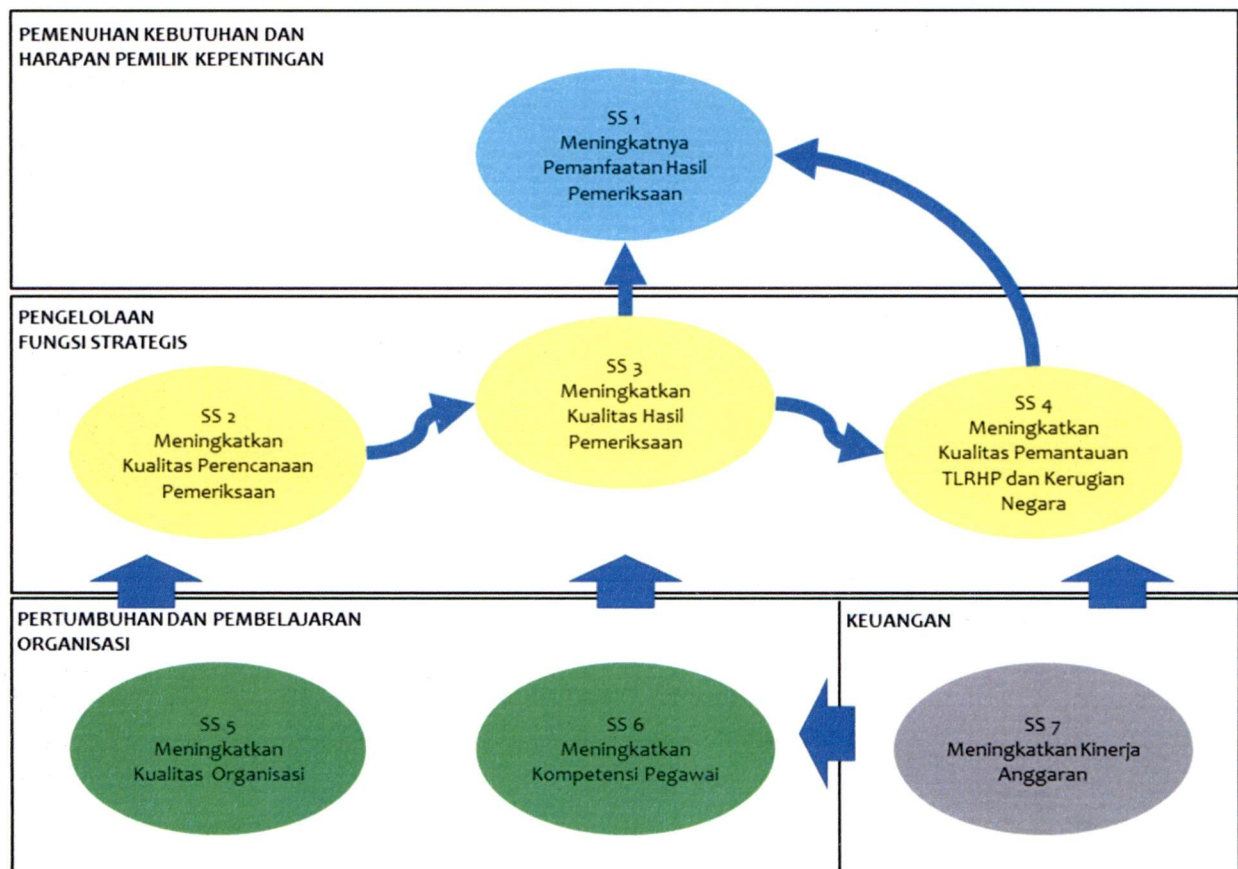 PEMENUHAN KEBUTUHAN DAN
HARAPAN PEMILIK KEPENTINGAN
SS 1
Meningkatnya
Pemanfaatan Hasil
Pemeriksaan
PENGELOLAAN
FUNGSI STRATEGIS
SS 2
Meningkatkan
Kualitas Perencanaan
Pemeriksaan
SS 3
Meningkatkan
Kualitas Hasil
Pemeriksaan
SS 4
Meningkatkan
Kualitas Pemantauan
TLRHP dan Kerugian
Negara
PERTUMBUHAN DAN PEMBELAJARAN
ORGANISASI
SS 5
Meningkatkan
Kualitas Organisasi
SS 6
Meningkatkan
Kompetensi Pegawai
KEUANGAN
SS 7
Meningkatkan Kinerja
Anggaran